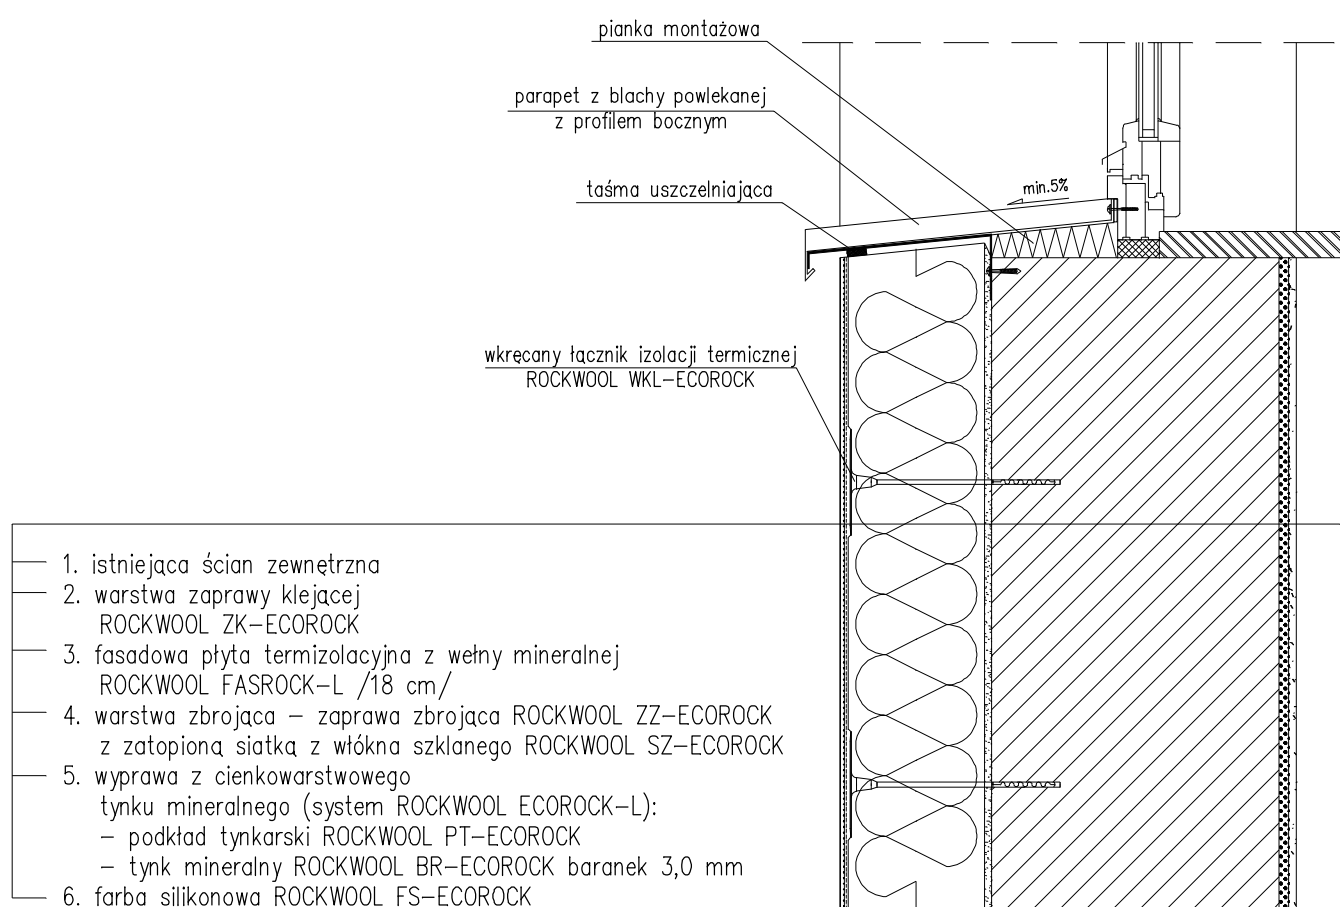 pianka montażowa
parapet z blachy powlekanej
z profilem bocznym
taśma uszczelniająca
min.5%
wkręcany łącznik izolacji termicznej
ROCKWOOL WKL-ECOROCK
1. istniejąca ścian zewnętrzna
2. warstwa zaprawy klejącej
ROCKWOOL ZK-ECOROCK
3. fasadowa płyta termizolacyjna z wełny mineralnej
ROCKWOOL FASROCK-L /18 cm/
4. warstwa zbrojąca - zaprawa zbrojąca ROCKWOOL ZZ-ECOROCK
z zatopioną siatką z włókna szklanego ROCKWOOL SZ-ECOROCK
5. wyprawa z cienkowarstwowego
tynku mineralnego (system ROCKWOOL ECOROCK-L):
- podkład tynkarski ROCKWOOL PT-ECOROCK
- tynk mineralny ROCKWOOL BR-ECOROCK baranek 3,0 mm
6. farba silikonowa ROCKWOOL FS-ECOROCK